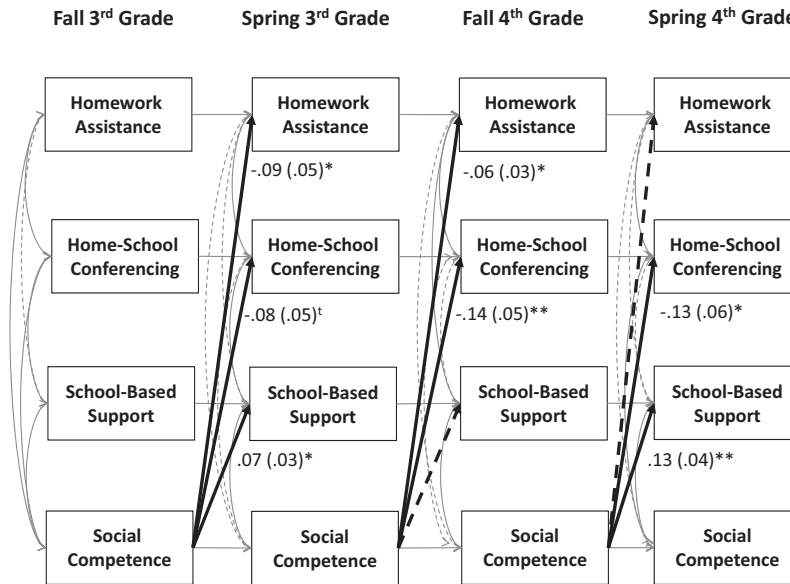 Fall 3rd Grade
Spring 3rd Grade
Fall 4th Grade
Spring 4th Grade
Homework
Assistance
Homework
Assistance
Homework
Assistance
Homework
Assistance
-.09 (.05)*
-.06 (.03)*
Home-School
Conferencing
Home-School
Conferencing
Home-School
Conferencing
Home-School
Conferencing
-.08 (.05)t
-.14 (.05)**
-.13 (.06)*
School-Based
Support
School-Based
Support
School-Based
Support
School-Based
Support
.07 (.03)*
.13 (.04)**
Social
Competence
Social
Competence
Social
Competence
Social
Competence